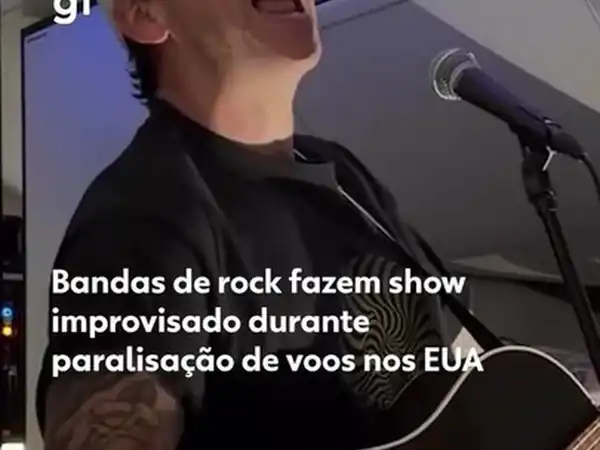 g1
Bandas de rock fazem show
improvisado durante
paralisação de voos nos EUA